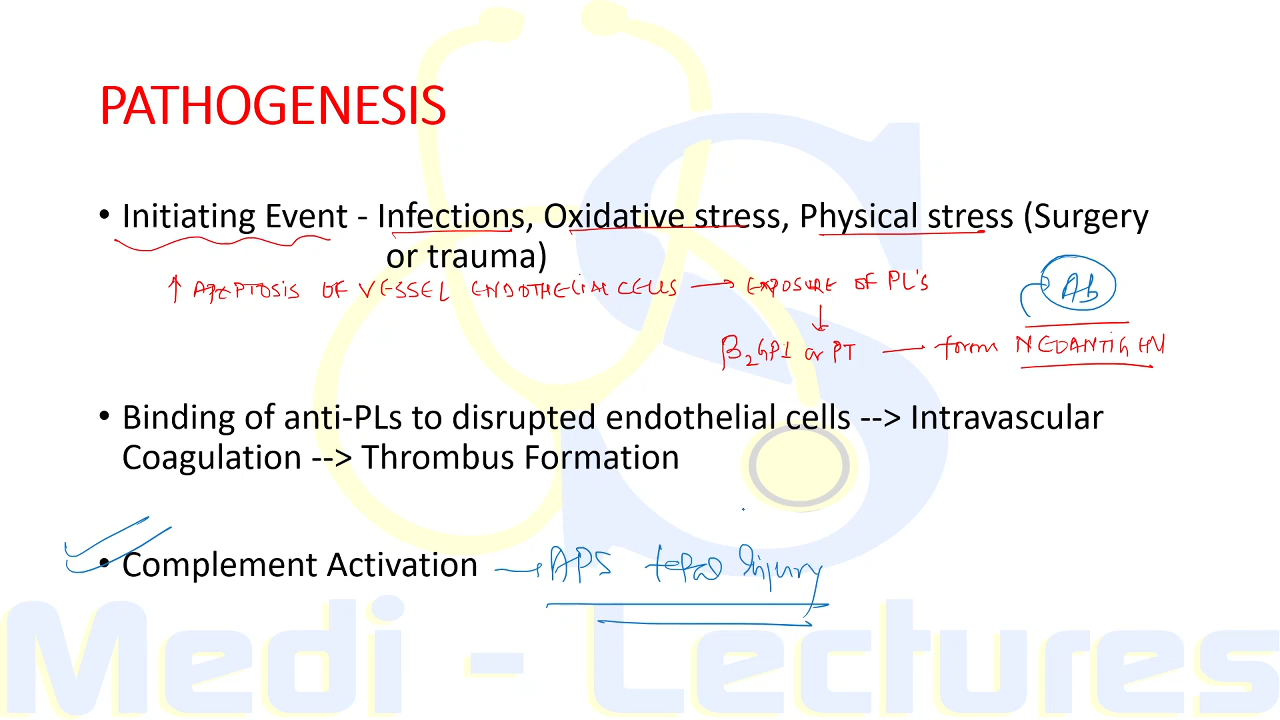 PATHOGENESIS
• Initiating Event - Infections, Oxidative stress, Physical stress (Surgery
or trauma)
↑ APOPTOSIS OF VESSEL ENDOTHELIAL CELLS → EXPOSURE OF PL'S
Ab
β2GPI or PT — form NEOANTIGEN
• Binding of anti-PLs to disrupted endothelial cells --> Intravascular
Coagulation --> Thrombus Formation
• Complement Activation → APS injury
Medi - Lectures